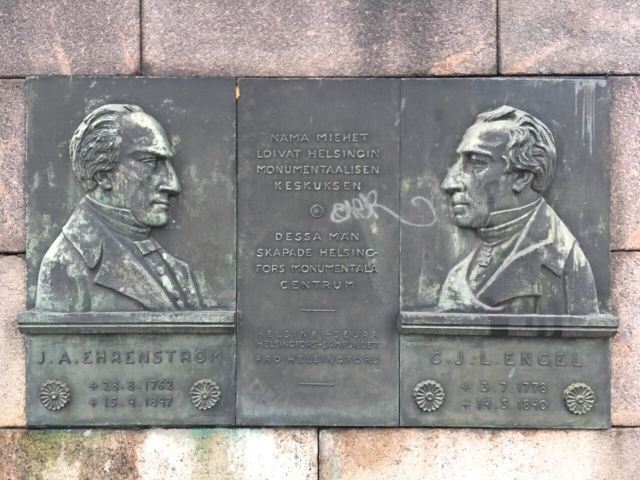 NÄMÄ MIEHET
LOIVAT HELSINGIN
MONUMENTAALISEN
KESKUKSEN
DESSA MÄN
SKAPADE HELSING-
FORS MONUMENTALA
CENTRUM
HELSINKI-SEURA
HELSINGFORS-SAMFUNDET
PRO HELSINGFORS
J. A. EHRENSTRÖM
28.8.1762
15.4.1847
C. J. L. ENGEL
3.7.1778
14.5.1840